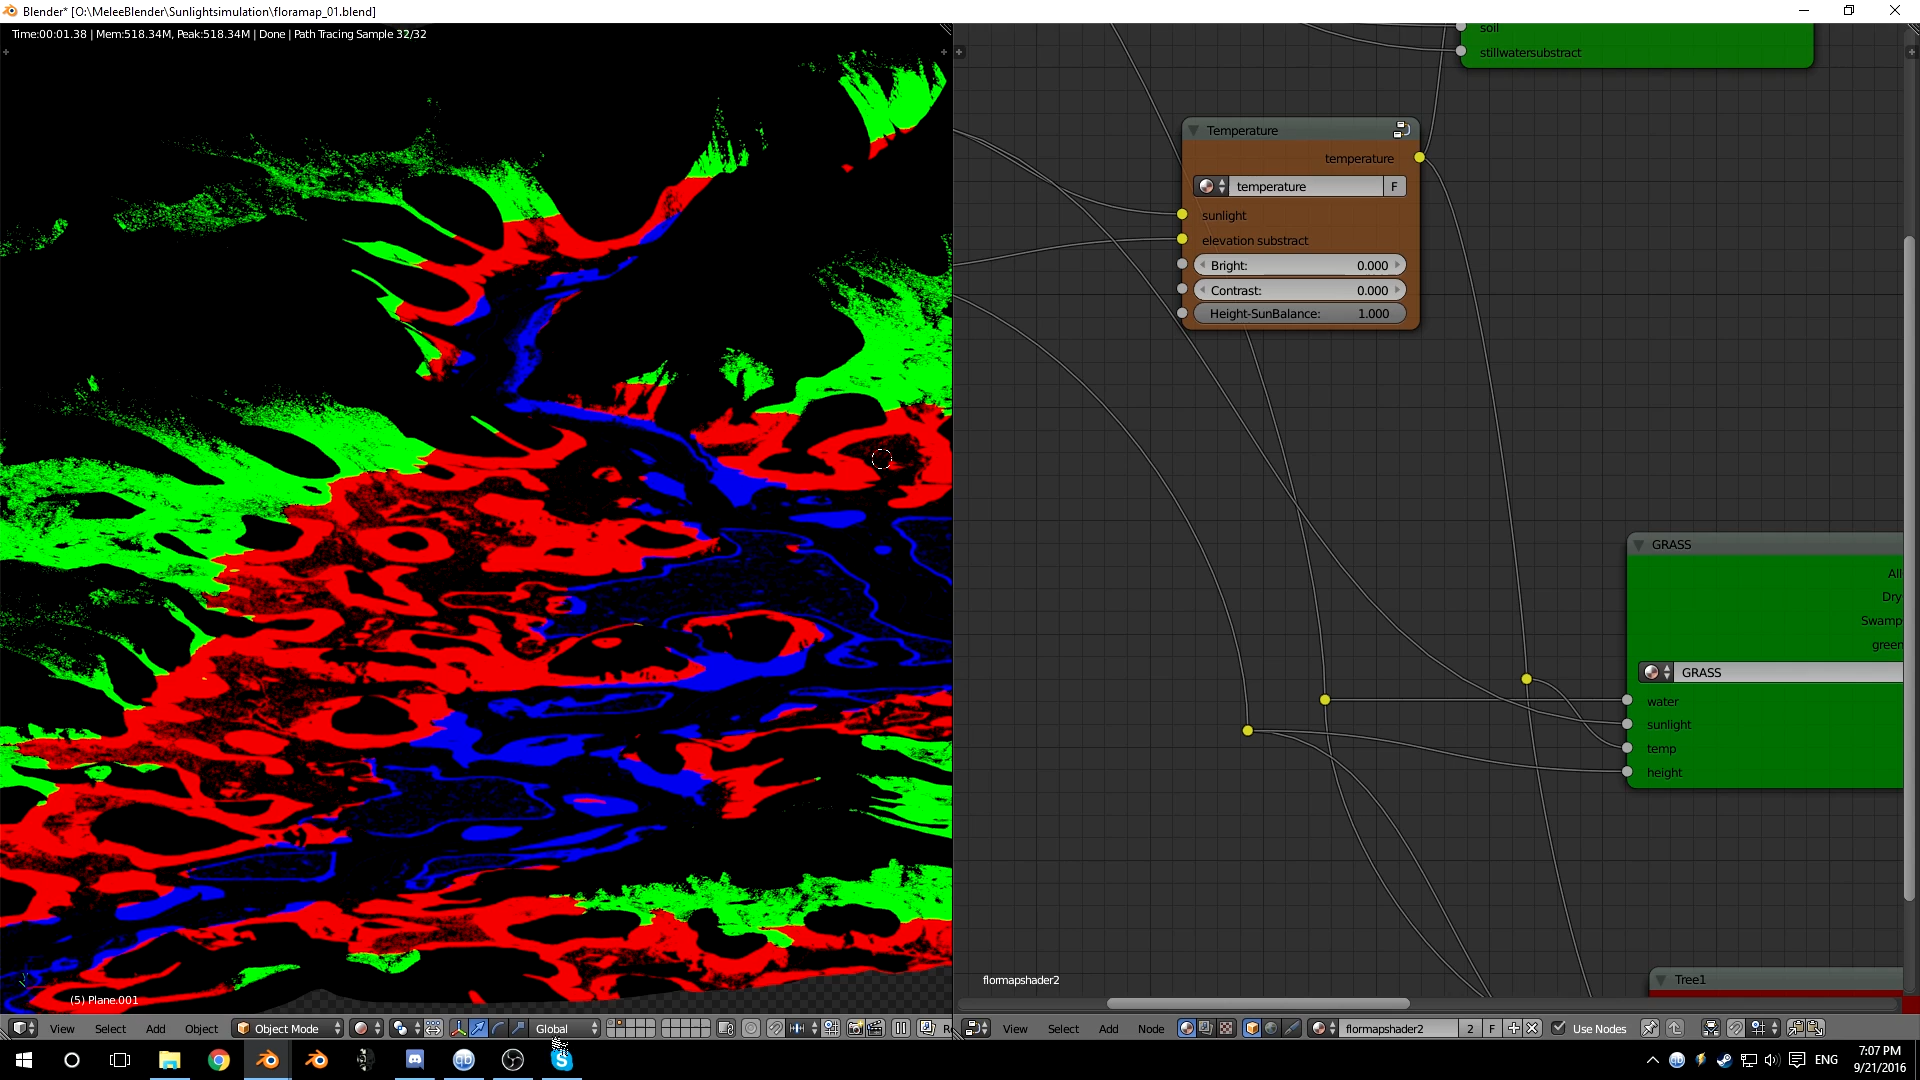 Blender* [O:\MeleeBlender\Sunlightsimulation\floramap_01.blend]
Time:00:01.38 | Mem:518.34M, Peak:518.34M | Done | Path Tracing Sample 32/32
soil
stillwatersubstract
Temperature
temperature
temperature F
sunlight
elevation substract
Bright: 0.000
Contrast: 0.000
Height-SunBalance: 1.000
GRASS
All
Dry
Swamp
green
GRASS
water
sunlight
temp
height
Tree1
flormapshader2
(5) Plane.001
View Select Add Object Object Mode Global Re
View Select Add Node flormapshader2 2 F Use Nodes
ENG
7:07 PM
9/21/2016